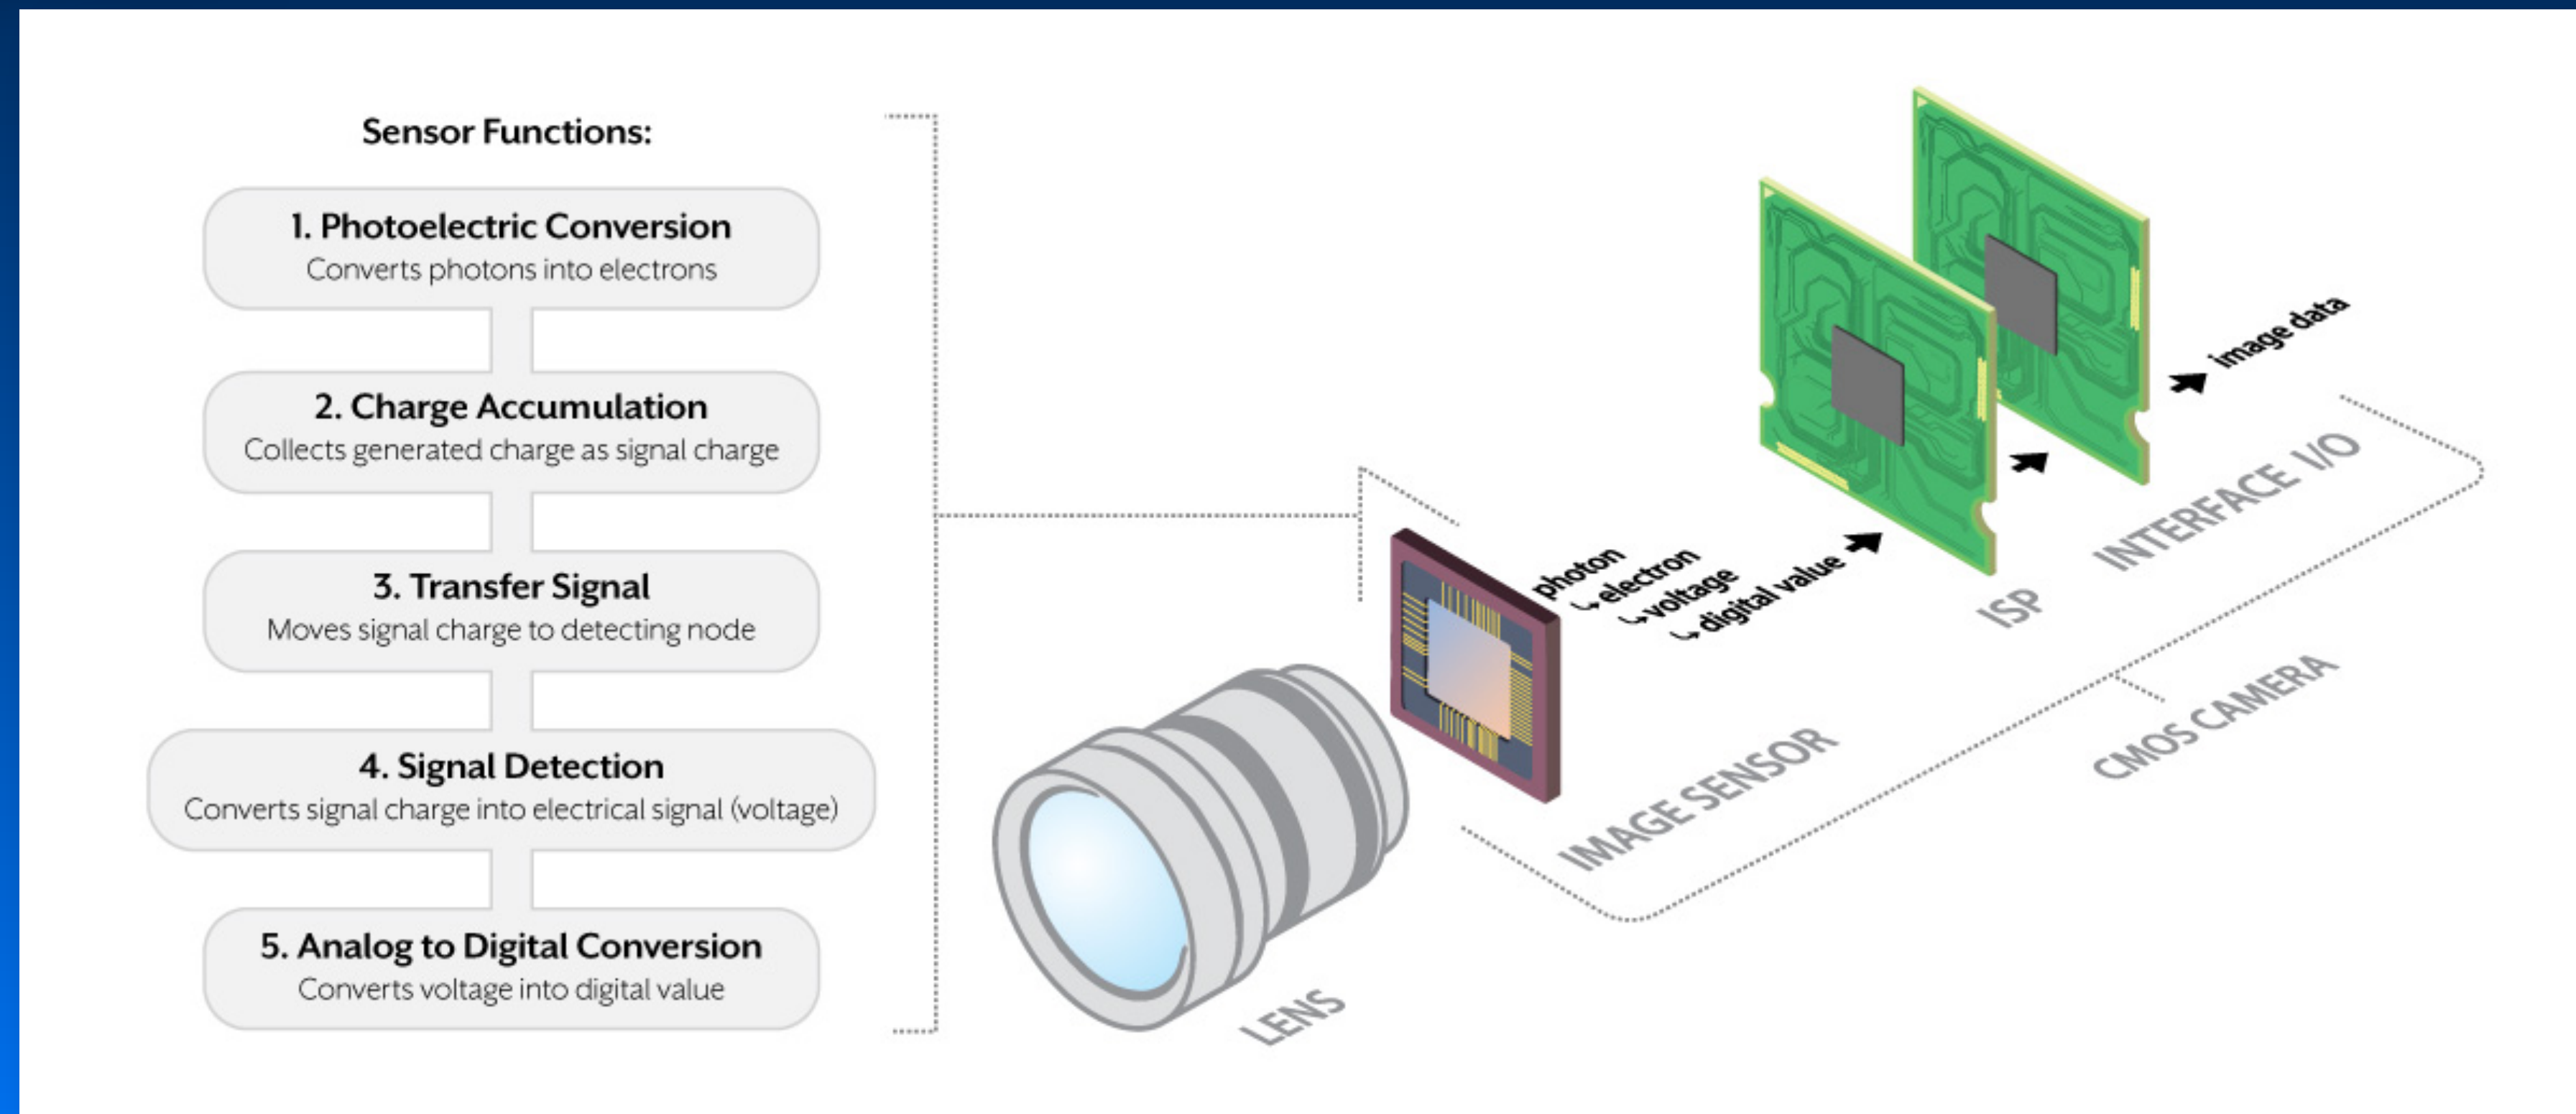 Sensor Functions:
1. Photoelectric Conversion
Converts photons into electrons
2. Charge Accumulation
Collects generated charge as signal charge
3. Transfer Signal
Moves signal charge to detecting node
4. Signal Detection
Converts signal charge into electrical signal (voltage)
5. Analog to Digital Conversion
Converts voltage into digital value
LENS
IMAGE SENSOR
photon
↳ electron
↳ voltage
↳ digital value
ISP
INTERFACE I/O
image data
CMOS CAMERA